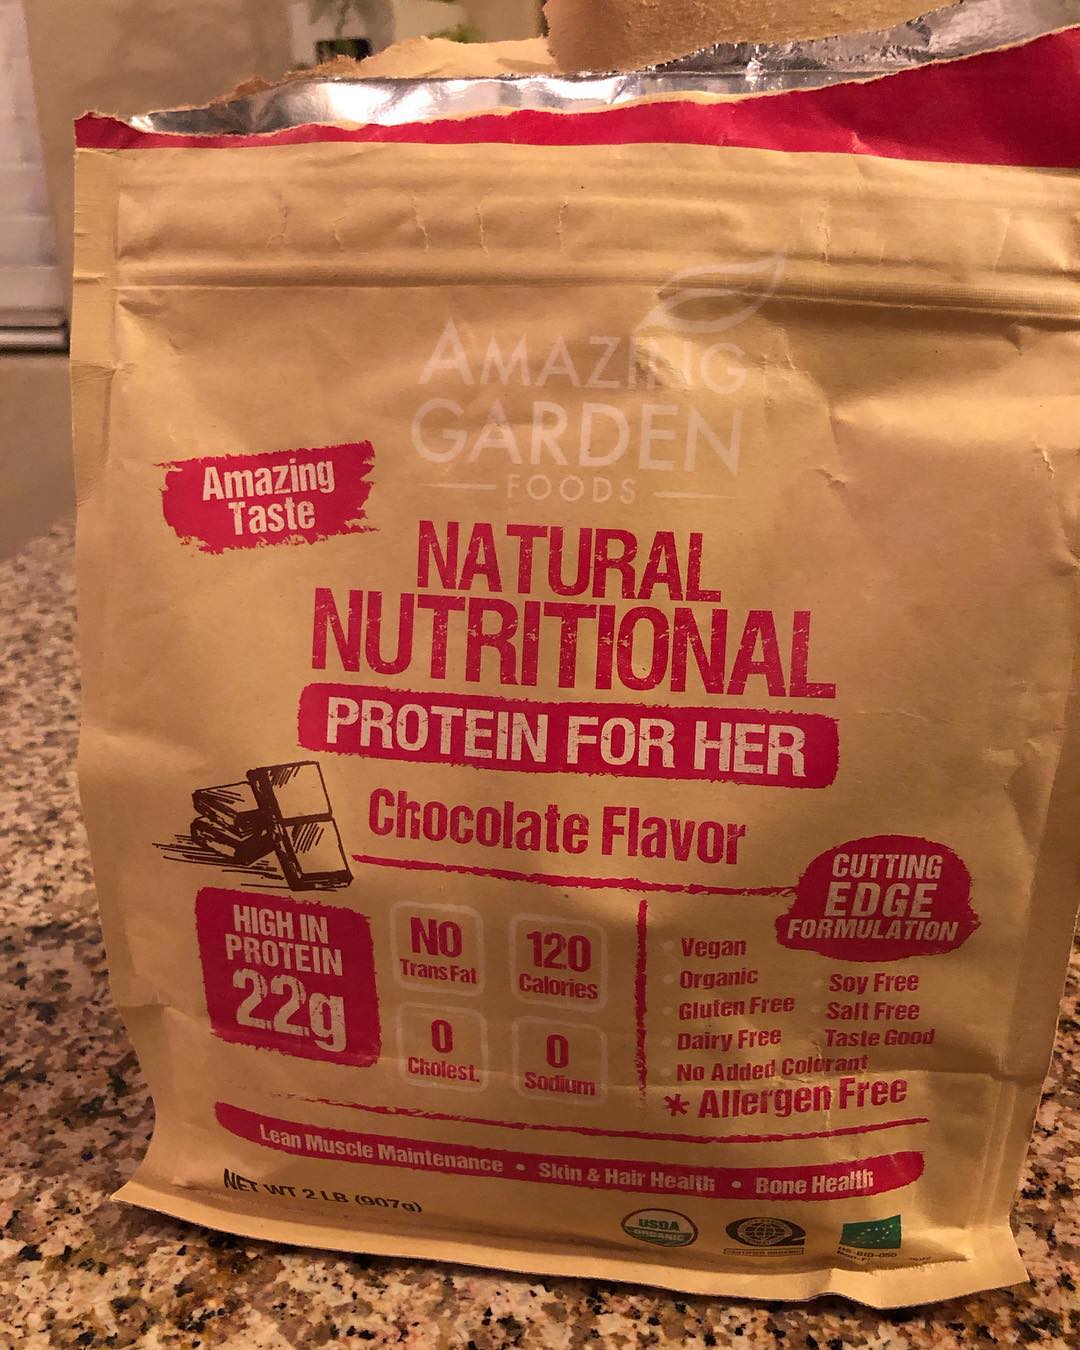 AMAZING
GARDEN
FOODS
Amazing
Taste
NATURAL
NUTRITIONAL
PROTEIN FOR HER
Chocolate Flavor
CUTTING
EDGE
FORMULATION
HIGH IN
PROTEIN
22g
NO
Trans Fat
120
Calories
0
Cholest.
0
Sodium
Vegan
Organic
Soy Free
Gluten Free
Salt Free
Dairy Free
Taste Good
No Added Colorant
* Allergen Free
Lean Muscle Maintenance • Skin & Hair Health • Bone Health
NET WT 2 LB (907g)
USDA
ORGANIC
CERTIFIED ORGANIC